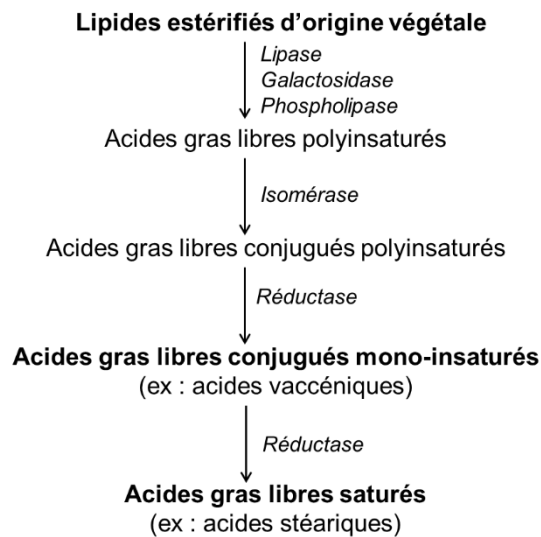 Lipides estérifiés d’origine végétale
Lipase
Galactosidase
Phospholipase
Acides gras libres polyinsaturés
Isomérase
Acides gras libres conjugués polyinsaturés
Réductase
Acides gras libres conjugués mono-insaturés
(ex : acides vaccéniques)
Réductase
Acides gras libres saturés
(ex : acides stéariques)